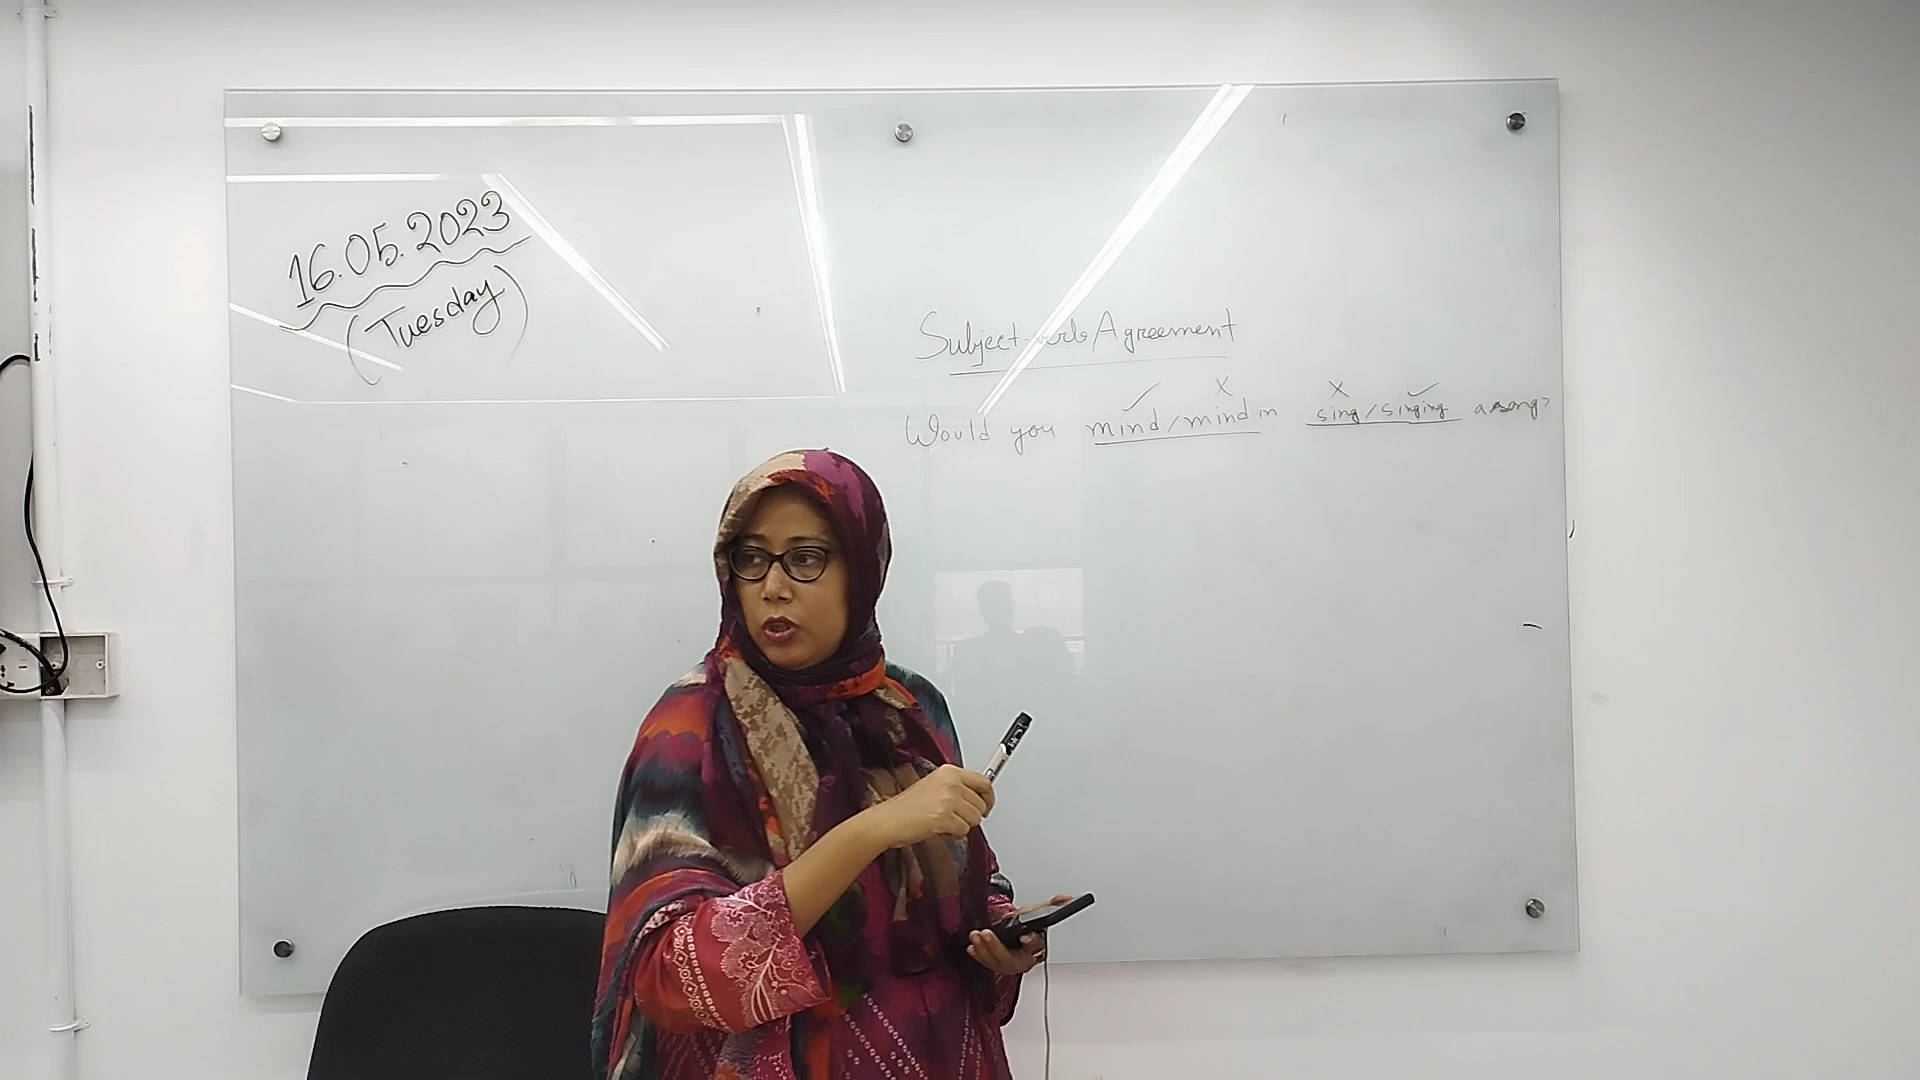 16.05.2023
(Tuesday)
Subject-verb Agreement
✓ X X ✓
Would you mind/mind in sing/singing a song?